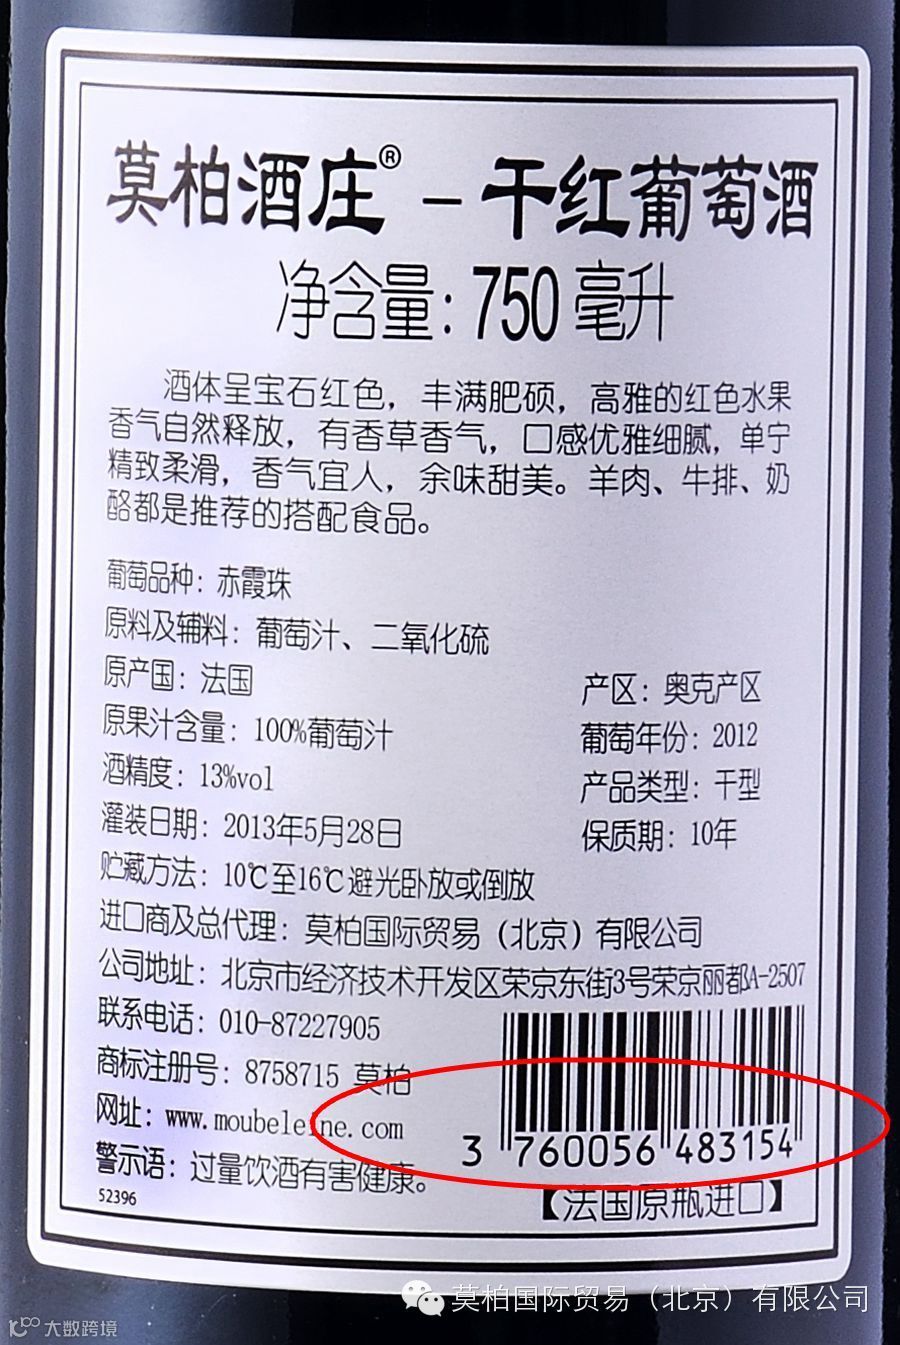 莫柏酒庄® - 干红葡萄酒
净含量: 750 毫升
酒体呈宝石红色，丰满肥硕，高雅的红色水果
香气自然释放，有香草香气，口感优雅细腻，单宁
精致柔滑，香气宜人，余味甜美。羊肉、牛排、奶
酪都是推荐的搭配食品。
葡萄品种：赤霞珠
原料及辅料：葡萄汁、二氧化硫
原产国：法国
产区：奥克产区
原果汁含量：100%葡萄汁
葡萄年份：2012
酒精度：13%vol
产品类型：干型
灌装日期：2013年5月28日
保质期：10年
贮藏方法：10℃至16℃避光卧放或倒放
进口商及总代理：莫柏国际贸易（北京）有限公司
公司地址：北京市经济技术开发区荣京东街3号荣京丽都A-2507
联系电话：010-87227905
商标注册号：8758715 莫柏
网址：www.moubeleine.com
3 760056 483154
警示语：过量饮酒有害健康。
52396
【法国原瓶进口】
莫柏国际贸易（北京）有限公司
大数跨境